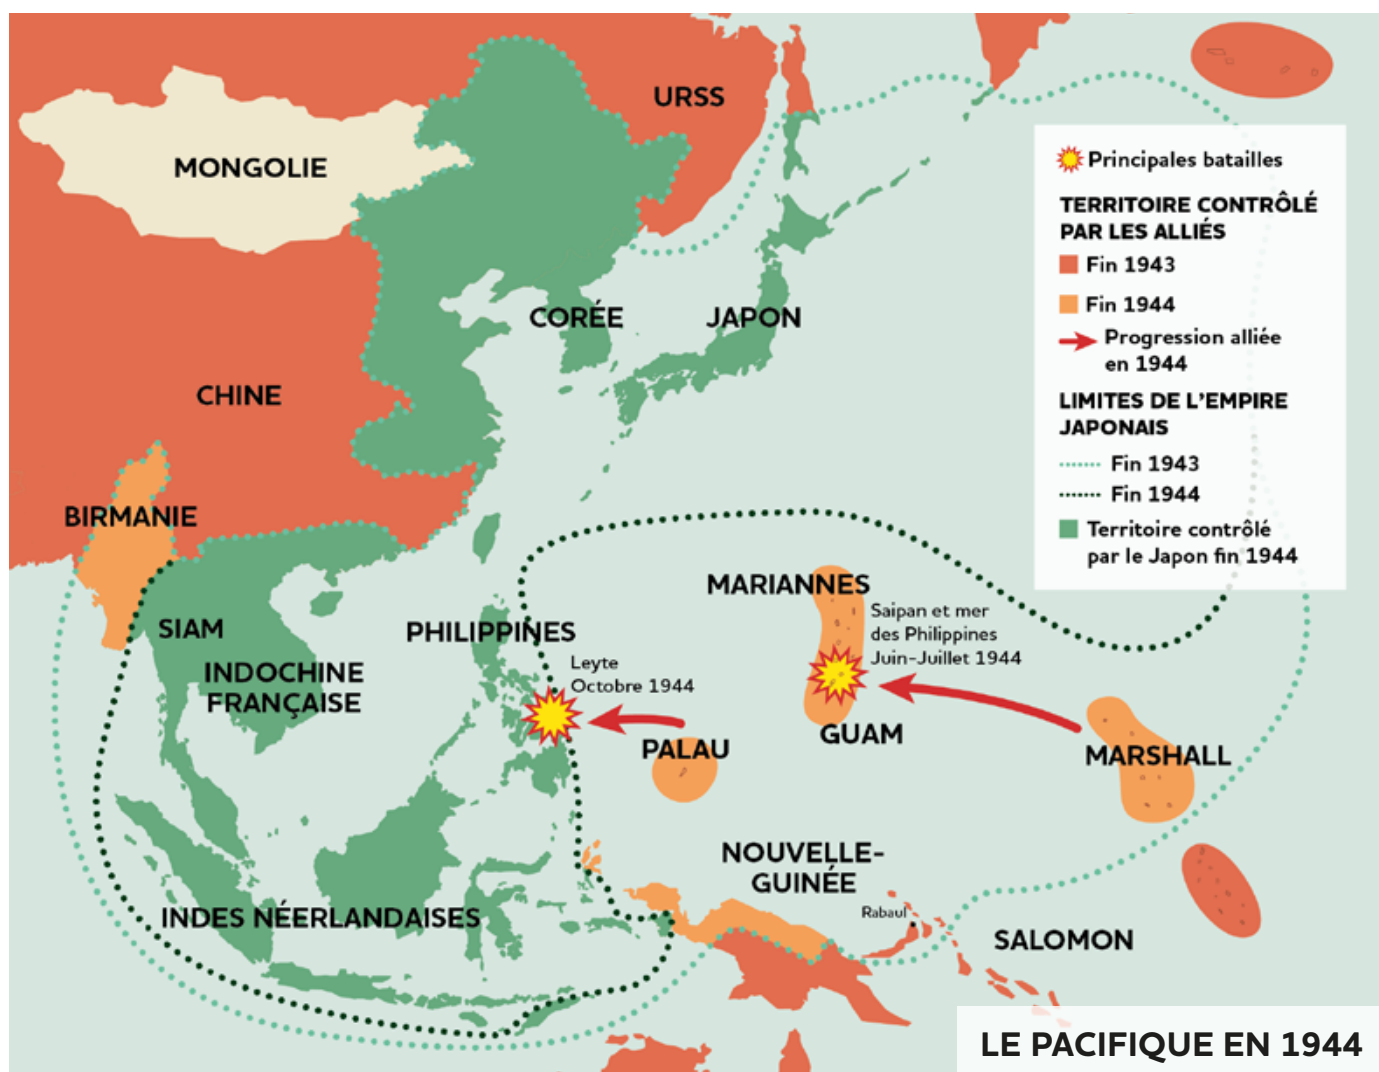 URSS
MONGOLIE
Principales batailles
TERRITOIRE CONTRÔLÉ
PAR LES ALLIÉS
Fin 1943
Fin 1944
Progression alliée
en 1944
LIMITES DE L'EMPIRE
JAPONAIS
Fin 1943
Fin 1944
Territoire contrôlé
par le Japon fin 1944
CORÉE
JAPON
CHINE
BIRMANIE
SIAM
INDOCHINE
FRANÇAISE
PHILIPPINES
Leyte
Octobre 1944
MARIANNES
Saipan et mer
des Philippines
Juin-Juillet 1944
GUAM
PALAU
MARSHALL
NOUVELLE-
GUINÉE
Rabaul
INDES NÉERLANDAISES
SALOMON
LE PACIFIQUE EN 1944